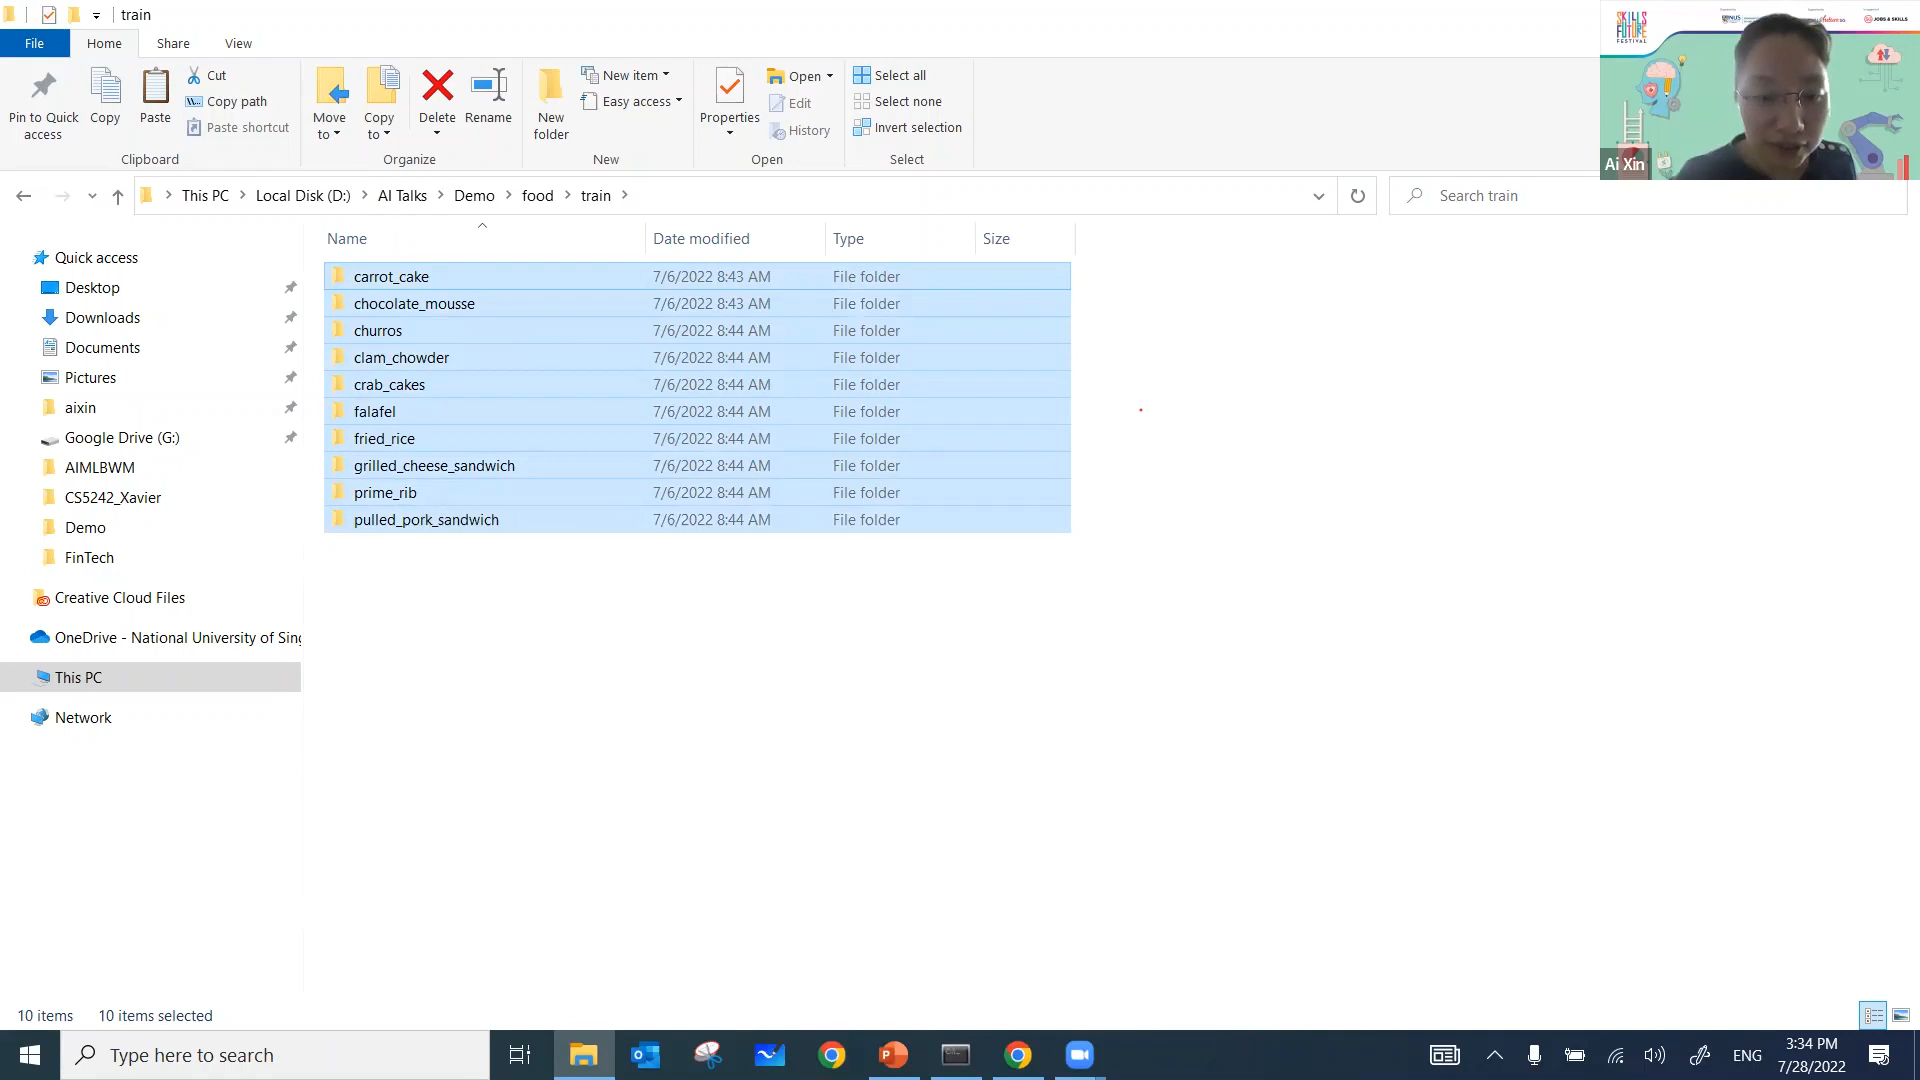 train
File Home Share View
Pin to Quick access
Copy
Paste
Cut
Copy path
Paste shortcut
Clipboard
Move to
Copy to
Delete
Rename
Organize
New folder
New item
Easy access
New
Properties
Open
Edit
History
Open
Select all
Select none
Invert selection
Select
SKILLS
FUTURE
FESTIVAL
NUS
JOBS & SKILLS
Ai Xin
This PC Local Disk (D:) AI Talks Demo food train
Search train
Name Date modified Type Size
carrot_cake 7/6/2022 8:43 AM File folder
chocolate_mousse 7/6/2022 8:43 AM File folder
churros 7/6/2022 8:44 AM File folder
clam_chowder 7/6/2022 8:44 AM File folder
crab_cakes 7/6/2022 8:44 AM File folder
falafel 7/6/2022 8:44 AM File folder
fried_rice 7/6/2022 8:44 AM File folder
grilled_cheese_sandwich 7/6/2022 8:44 AM File folder
prime_rib 7/6/2022 8:44 AM File folder
pulled_pork_sandwich 7/6/2022 8:44 AM File folder
Quick access
Desktop
Downloads
Documents
Pictures
aixin
Google Drive (G:)
AIMLBWM
CS5242_Xavier
Demo
FinTech
Creative Cloud Files
OneDrive - National University of Sing
This PC
Network
10 items 10 items selected
Type here to search
ENG
3:34 PM
7/28/2022